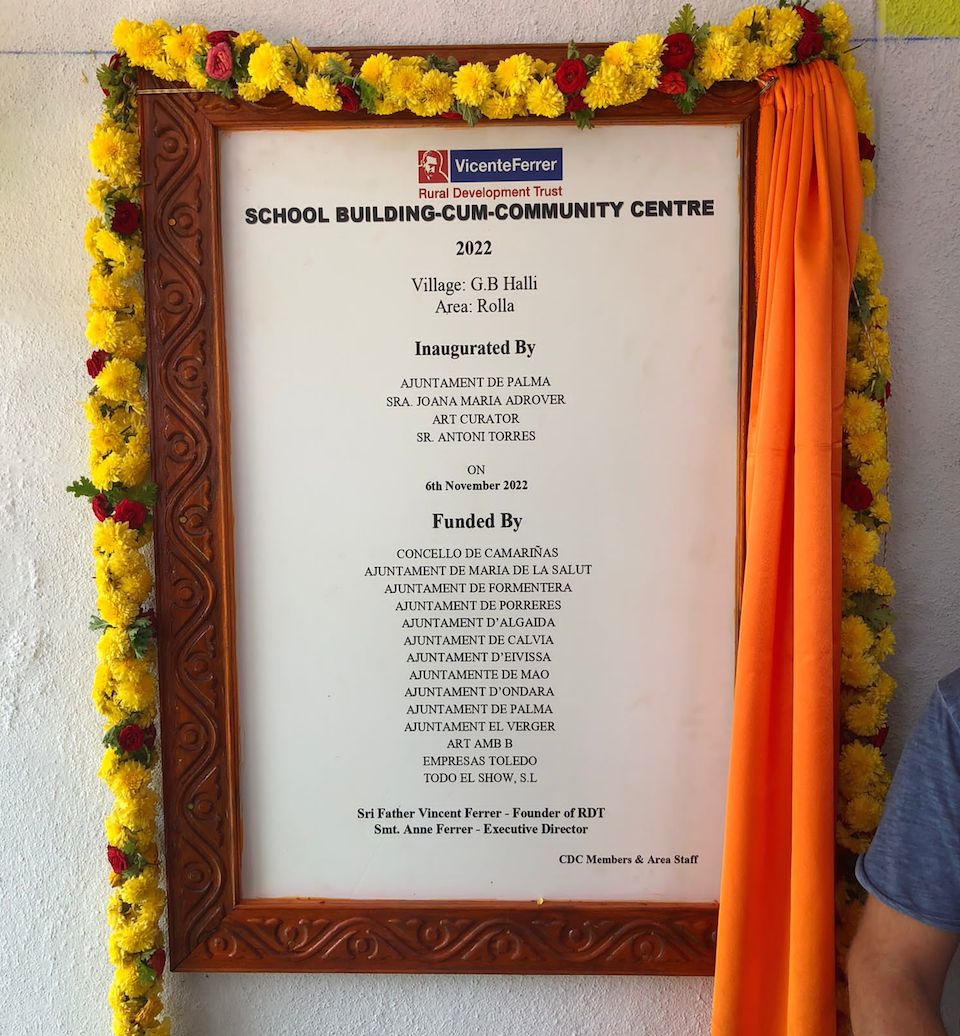 VicenteFerrer
Rural Development Trust
SCHOOL BUILDING-CUM-COMMUNITY CENTRE
2022
Village: G.B Halli
Area: Rolla
Inaugurated By
AJUNTAMENT DE PALMA
SRA. JOANA MARIA ADROVER
ART CURATOR
SR. ANTONI TORRES
ON
6th November 2022
Funded By
CONCELLO DE CAMARIÑAS
AJUNTAMENT DE MARIA DE LA SALUT
AJUNTAMENT DE FORMENTERA
AJUNTAMENT DE PORRERES
AJUNTAMENT D'ALGAIDA
AJUNTAMENT DE CALVIA
AJUNTAMENT D'EIVISSA
AJUNTAMENTE DE MAO
AJUNTAMENT D'ONDARA
AJUNTAMENT DE PALMA
AJUNTAMENT EL VERGER
ART AMB B
EMPRESAS TOLEDO
TODO EL SHOW, S.L
Sri Father Vincent Ferrer - Founder of RDT
Smt. Anne Ferrer - Executive Director
CDC Members & Area Staff